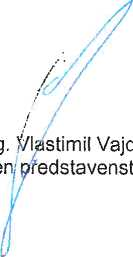 g. Vlastimil Vajd
en predstavenst